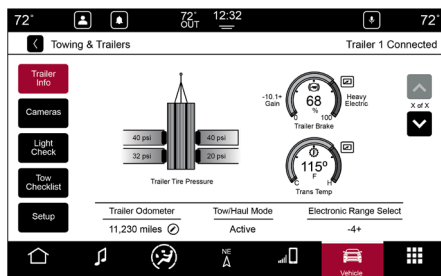 72°
72°
OUT
12:32
72°
Towing & Trailers
Trailer 1 Connected
Trailer
Info
Cameras
Light
Check
Tow
Checklist
Setup
40 psi
40 psi
32 psi
20 psi
Trailer Tire Pressure
-10.1+
Gain
68
%
0
100
Heavy
Electric
Trailer Brake
115°
F
C
H
Trans Temp
X of X
Trailer Odometer
Tow/Haul Mode
Electronic Range Select
11,230 miles
Active
-4+
NE
Vehicle